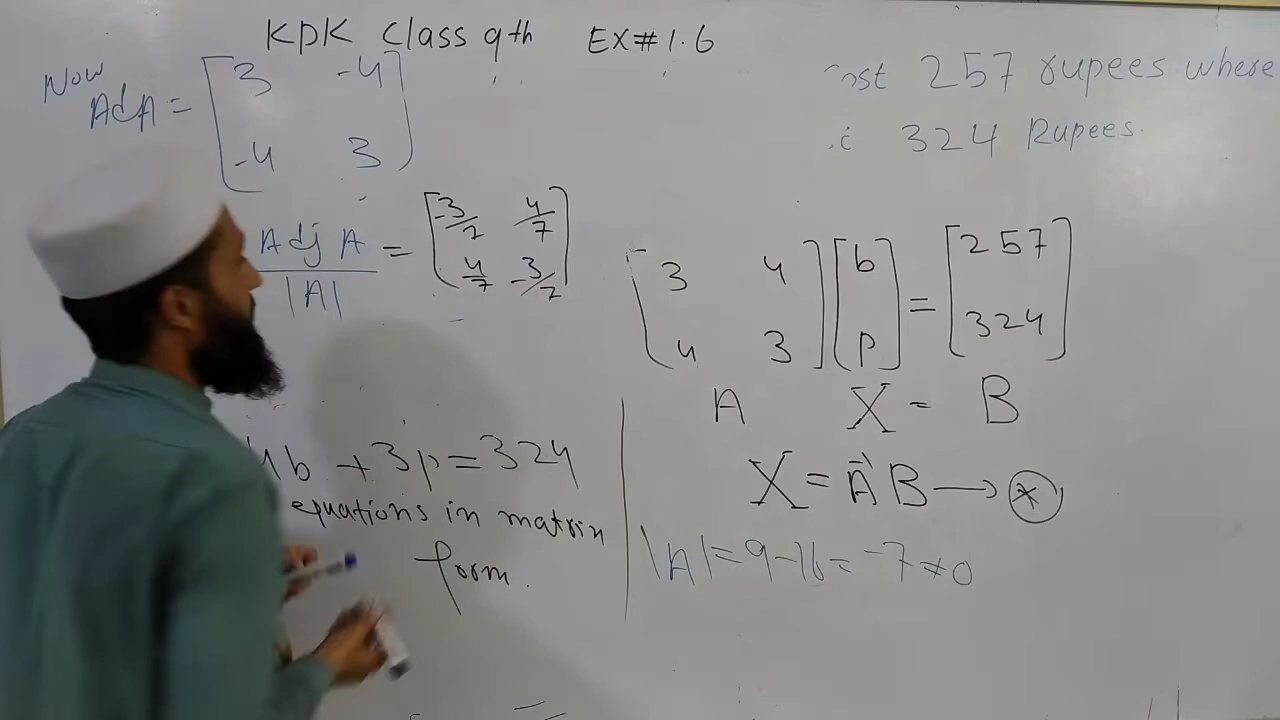 KPK Class 9th EX# 1.6
Now
AdA = [3 -4
-4 3]
Adj A / |A| = [-3/7 4/7
4/7 -3/7]
4b + 3p = 324
equations in matrix
form.
257 rupees where
324 Rupees.
[3 4
4 3] [b
p] = [257
324]
A X = B
X = A⁻¹B → *
|A| = 9 - 16 = -7 ≠ 0